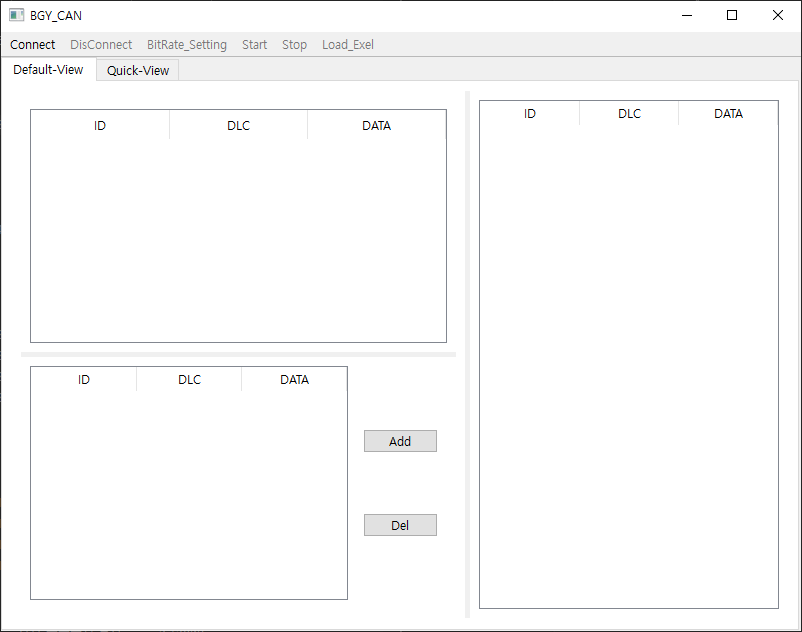 BGY_CAN
Connect DisConnect BitRate_Setting Start Stop Load_Exel
Default-View Quick-View
ID DLC DATA
ID DLC DATA
ID DLC DATA
Add
Del